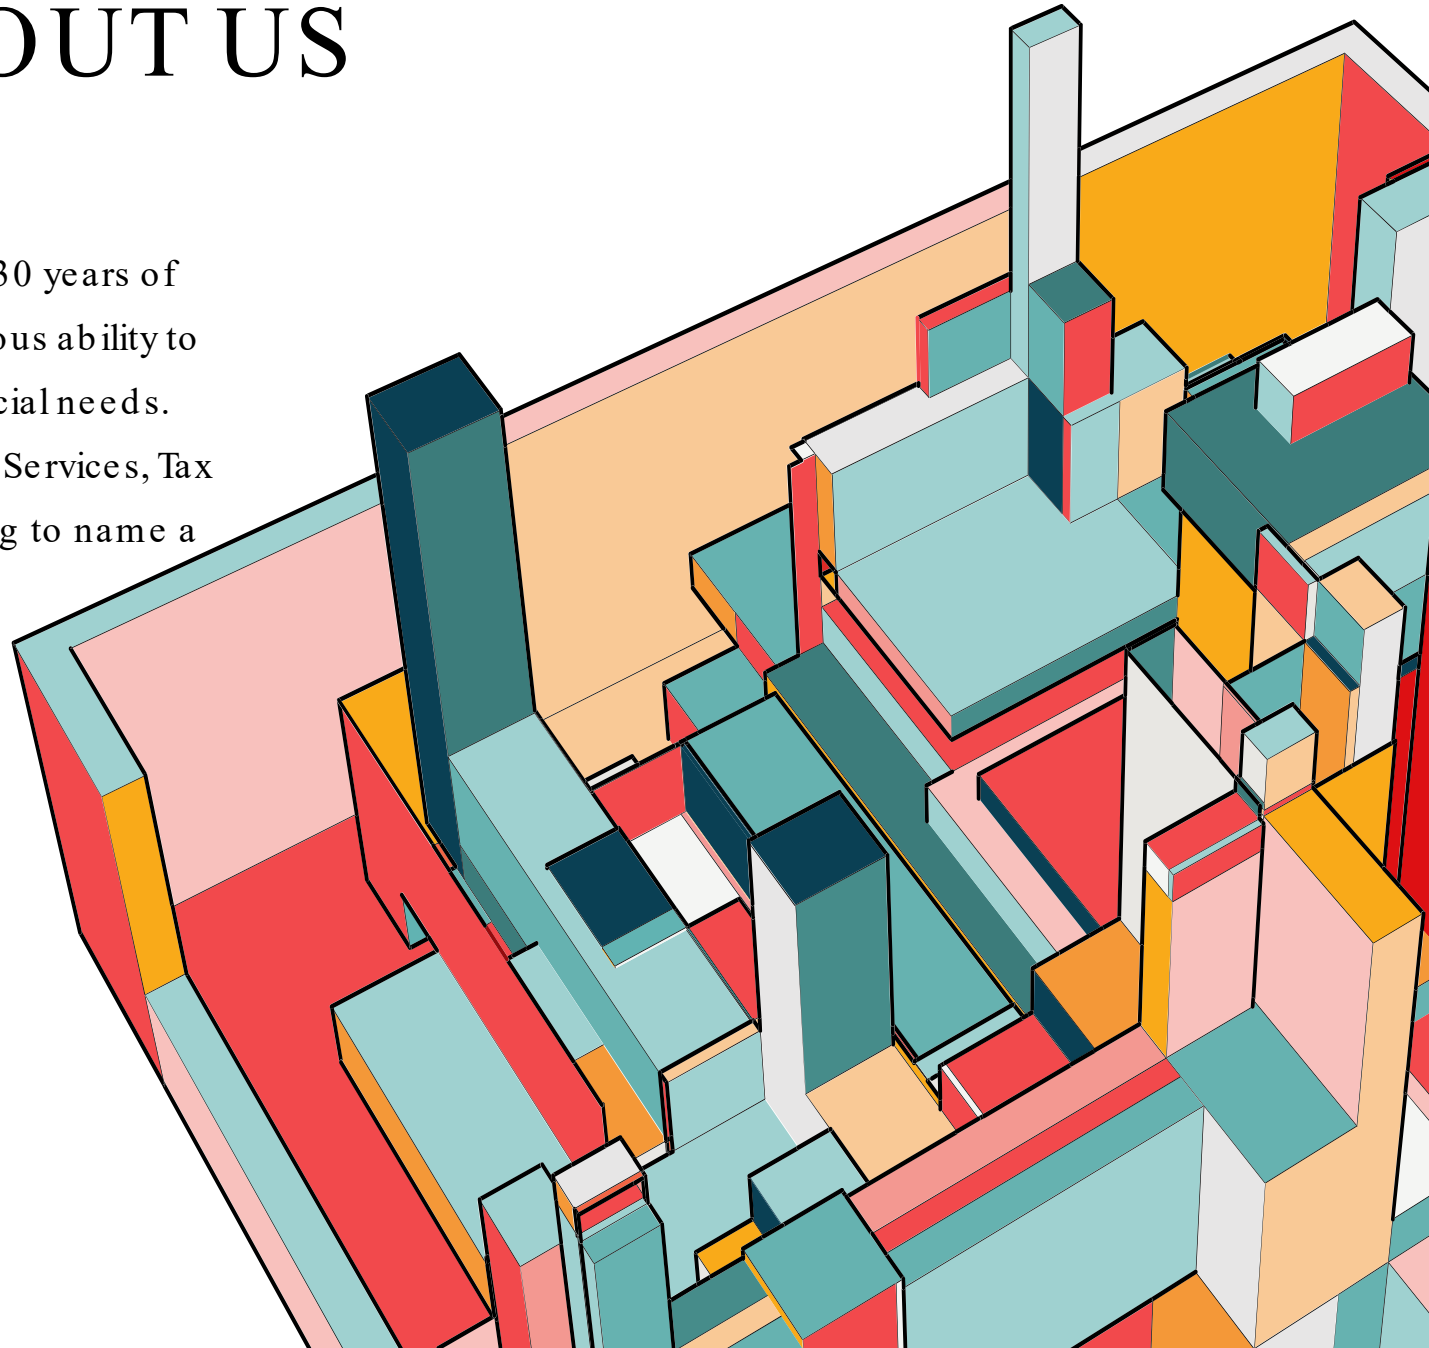 OUT US
30 years of
ous ability to
cial needs.
Services, Tax
g to name a